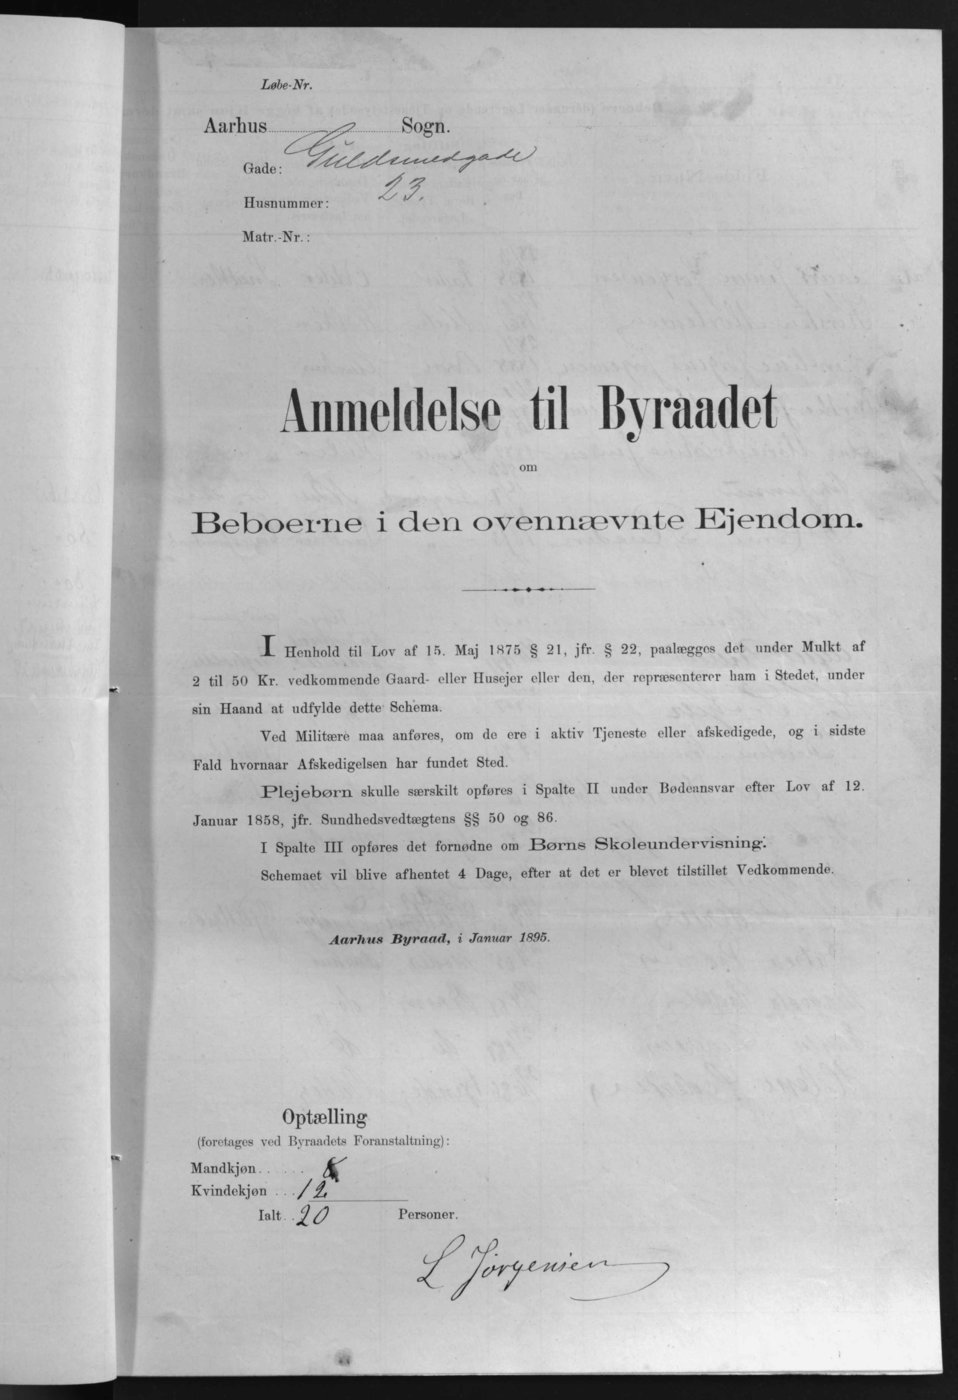 Løbe-Nr.
Aarhus Sogn.
Gade: Guldsmedgade
Husnummer: 23.
Matr.-Nr.:
Anmeldelse til Byraadet
om
Beboerne i den ovennævnte Ejendom.
I Henhold til Lov af 15. Maj 1875 § 21, jfr. § 22, paalægges det under Mulkt af
2 til 50 Kr. vedkommende Gaard- eller Husejer eller den, der repræsenterer ham i Stedet, under
sin Haand at udfylde dette Schema.
Ved Militære maa anføres, om de ere i aktiv Tjeneste eller afskedigede, og i sidste
Fald hvornaar Afskedigelsen har fundet Sted.
Plejebørn skulle særskilt opføres i Spalte II under Bødeansvar efter Lov af 12.
Januar 1858, jfr. Sundhedsvedtægtens §§ 50 og 86.
I Spalte III opføres det fornødne om Børns Skoleundervisning.
Schemaet vil blive afhentet 4 Dage, efter at det er blevet tilstillet Vedkommende.
Aarhus Byraad, i Januar 1895.
Optælling
(foretages ved Byraadets Foranstaltning):
Mandkjøn...... 8
Kvindekjøn ... 12
Ialt.. 20 Personer.
L Jørgensen